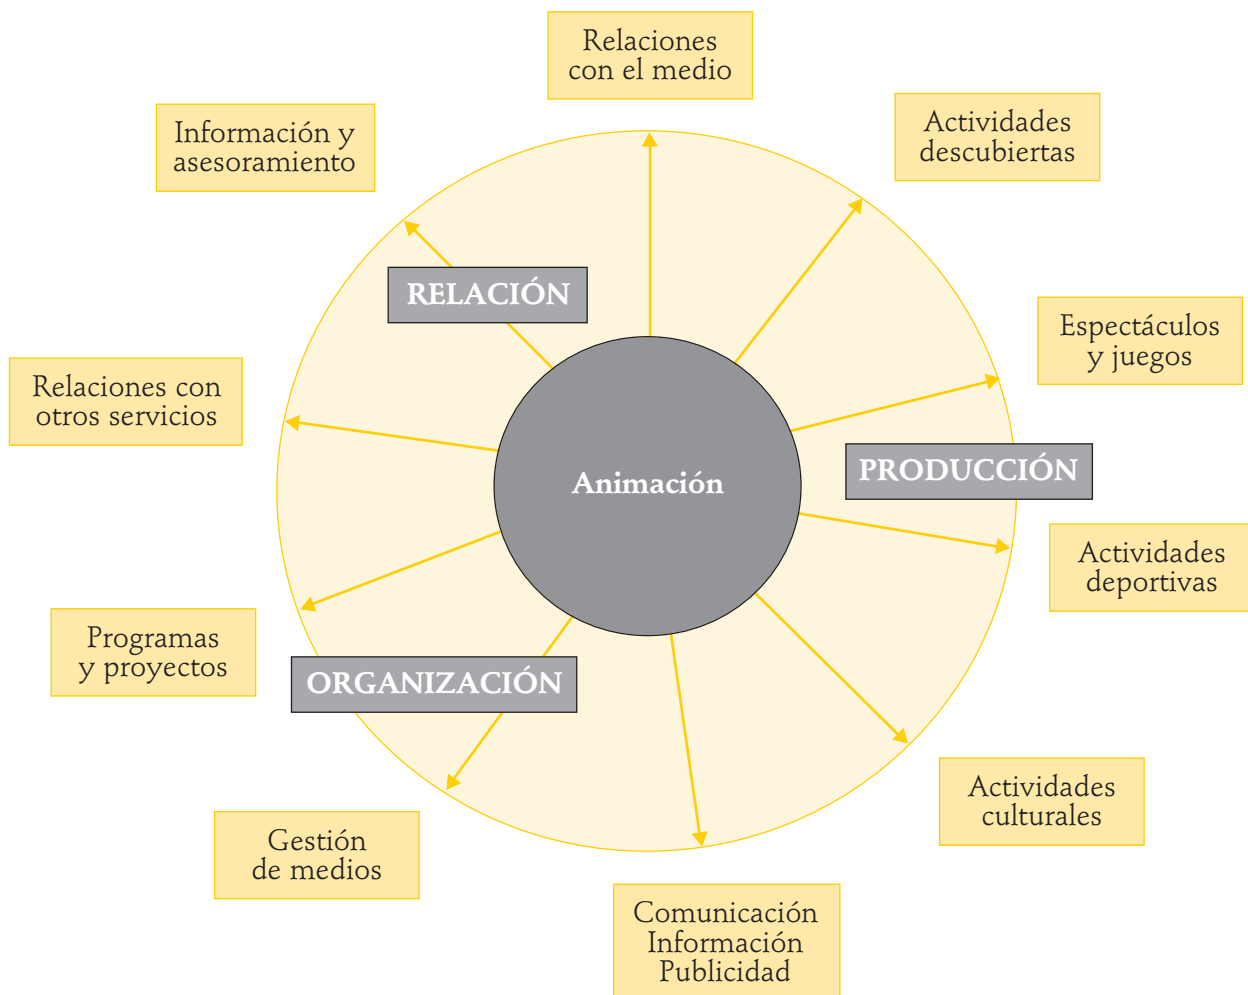 Relaciones
con el medio
Información y
asesoramiento
Actividades
descubiertas
RELACIÓN
Espectáculos
y juegos
Relaciones con
otros servicios
Animación
PRODUCCIÓN
Actividades
deportivas
Programas
y proyectos
ORGANIZACIÓN
Actividades
culturales
Gestión
de medios
Comunicación
Información
Publicidad